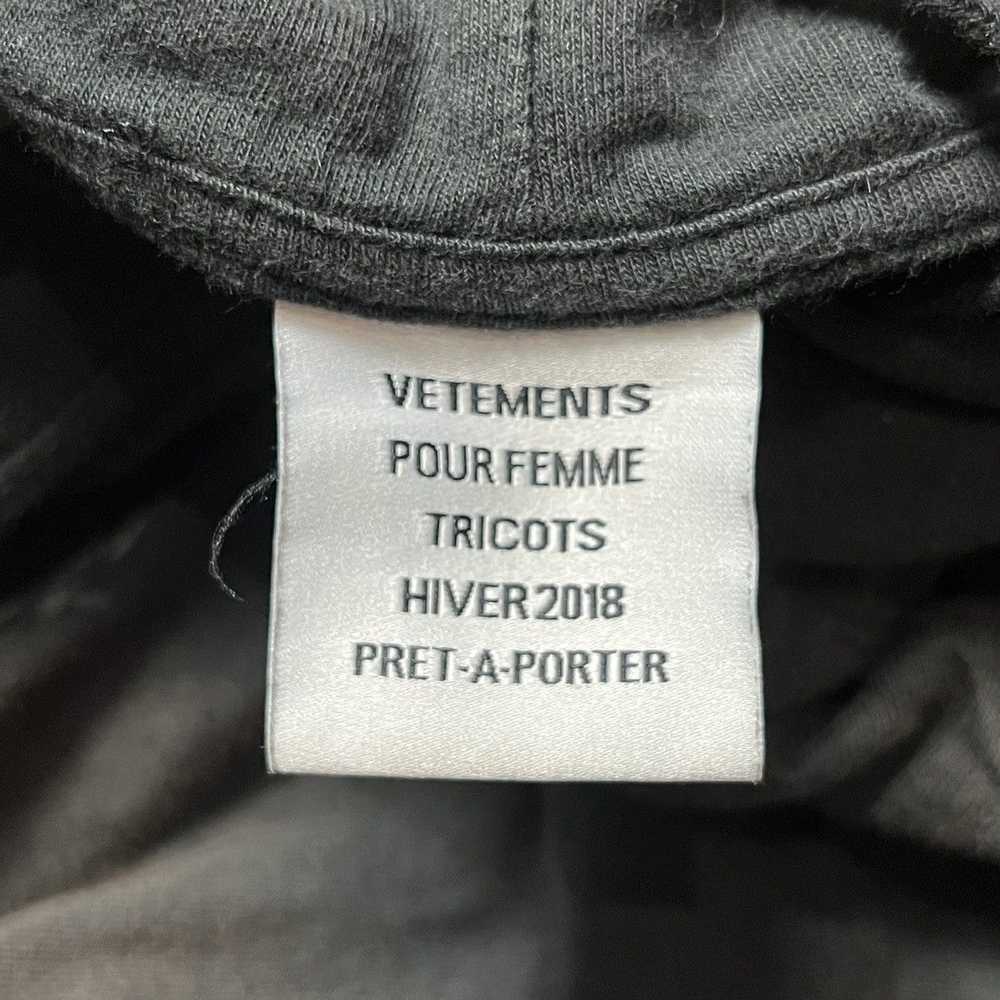 VETEMENTS
POUR FEMME
TRICOTS
HIVER 2018
PRET-A-PORTER